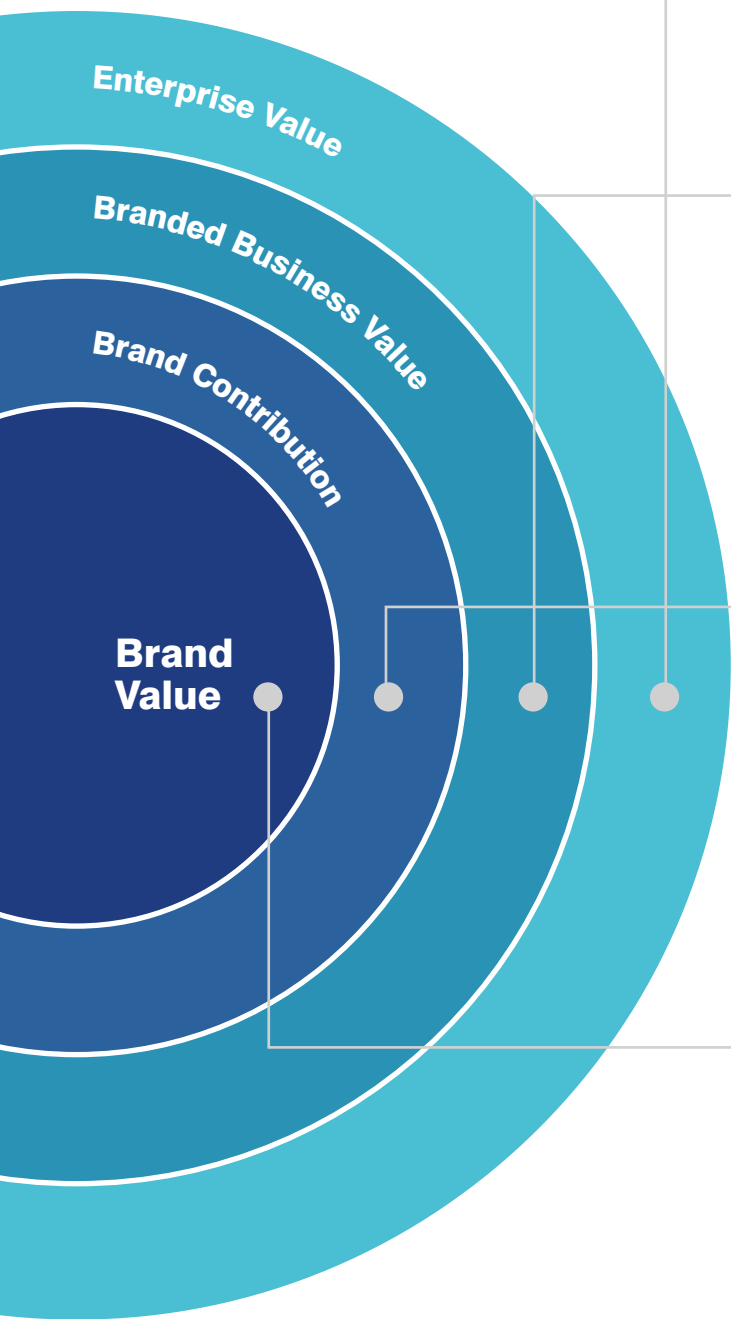 Enterprise Value
Branded Business Value
Brand Contribution
Brand
Value